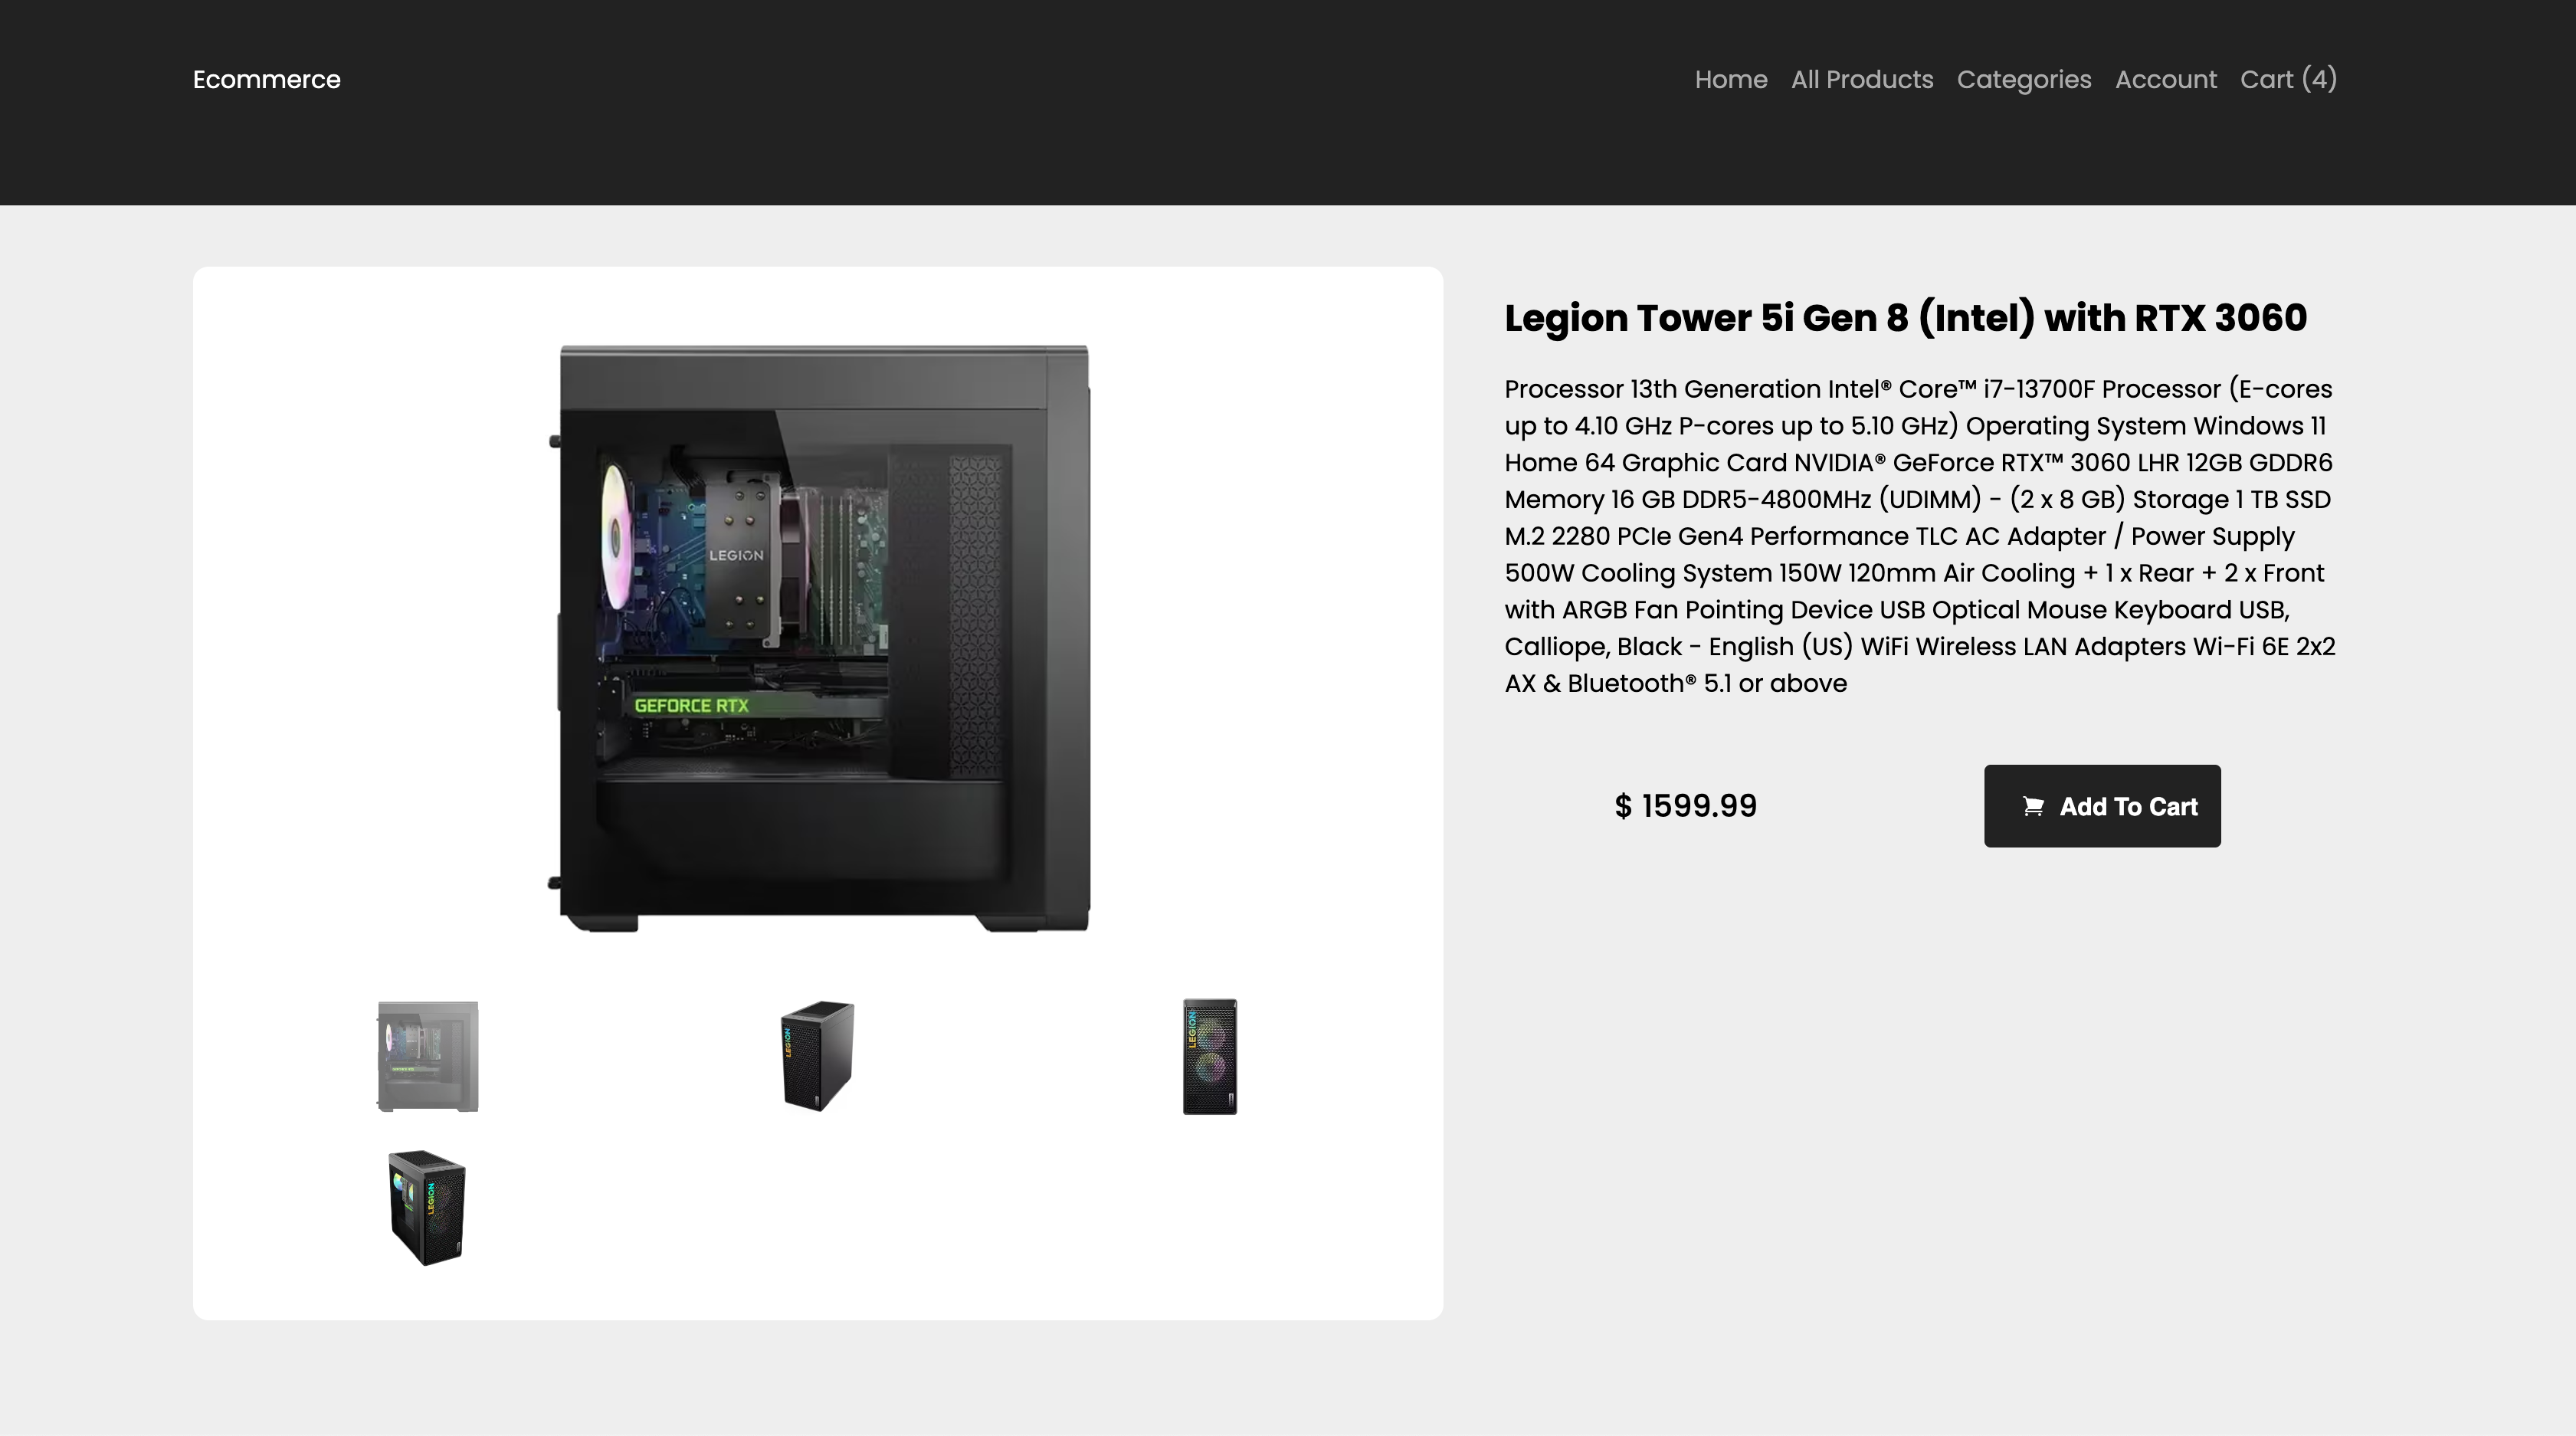 Ecommerce
Home All Products Categories Account Cart (4)
LEGION
GEFORCE RTX
LEGION
LEGION
LEGION
Legion Tower 5i Gen 8 (Intel) with RTX 3060
Processor 13th Generation Intel® Core™ i7-13700F Processor (E-cores
up to 4.10 GHz P-cores up to 5.10 GHz) Operating System Windows 11
Home 64 Graphic Card NVIDIA® GeForce RTX™ 3060 LHR 12GB GDDR6
Memory 16 GB DDR5-4800MHz (UDIMM) - (2 x 8 GB) Storage 1 TB SSD
M.2 2280 PCIe Gen4 Performance TLC AC Adapter / Power Supply
500W Cooling System 150W 120mm Air Cooling + 1 x Rear + 2 x Front
with ARGB Fan Pointing Device USB Optical Mouse Keyboard USB,
Calliope, Black - English (US) WiFi Wireless LAN Adapters Wi-Fi 6E 2x2
AX & Bluetooth® 5.1 or above
$ 1599.99
Add To Cart